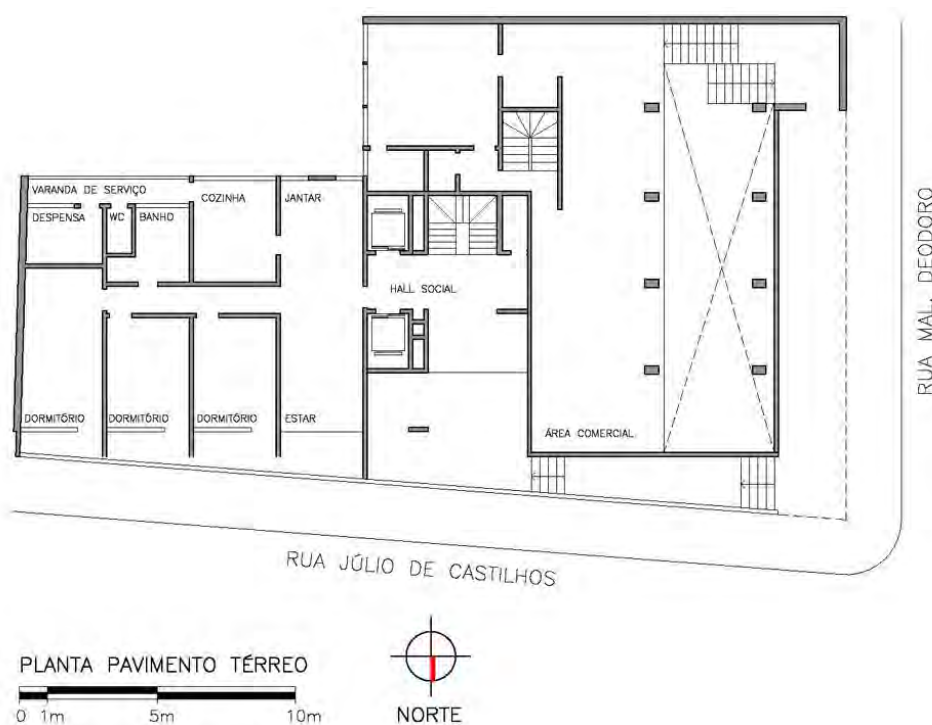 VARANDA DE SERVIÇO
COZINHA
JANTAR
DESPENSA
WC
BANHO
HALL SOCIAL
DORMITÓRIO
DORMITÓRIO
DORMITÓRIO
ESTAR
ÁREA COMERCIAL
RUA MAL. DEODORO
RUA JÚLIO DE CASTILHOS
PLANTA PAVIMENTO TÉRREO
0 1m 5m 10m
NORTE